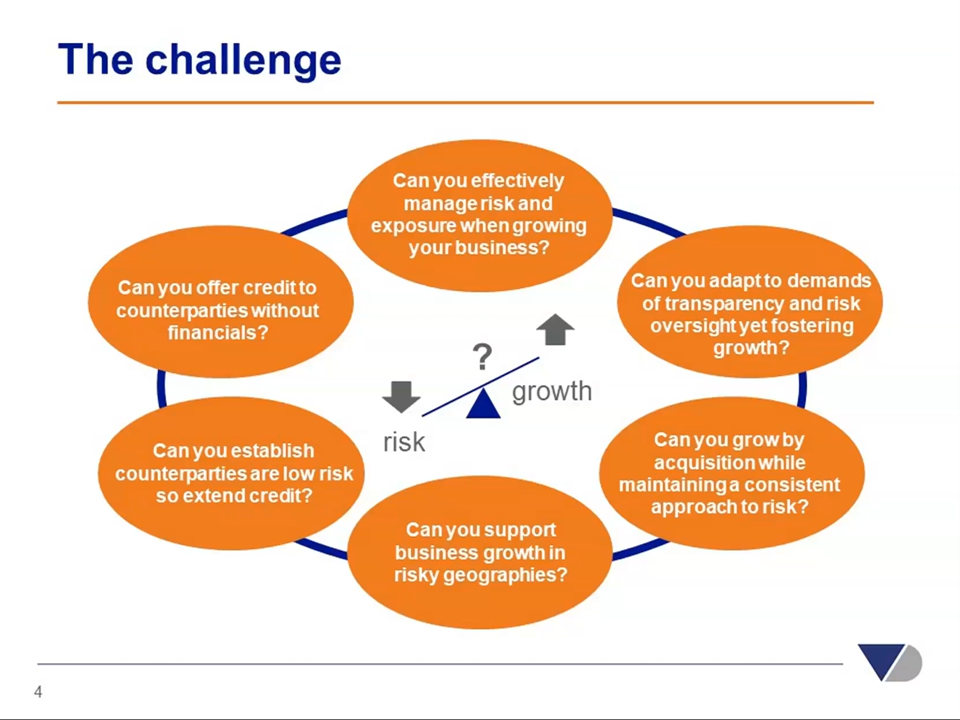 The challenge
Can you effectively
manage risk and
exposure when growing
your business?
Can you adapt to demands
of transparency and risk
oversight yet fostering
growth?
Can you grow by
acquisition while
maintaining a consistent
approach to risk?
Can you support
business growth in
risky geographies?
Can you establish
counterparties are low risk
so extend credit?
Can you offer credit to
counterparties without
financials?
?
growth
risk
4